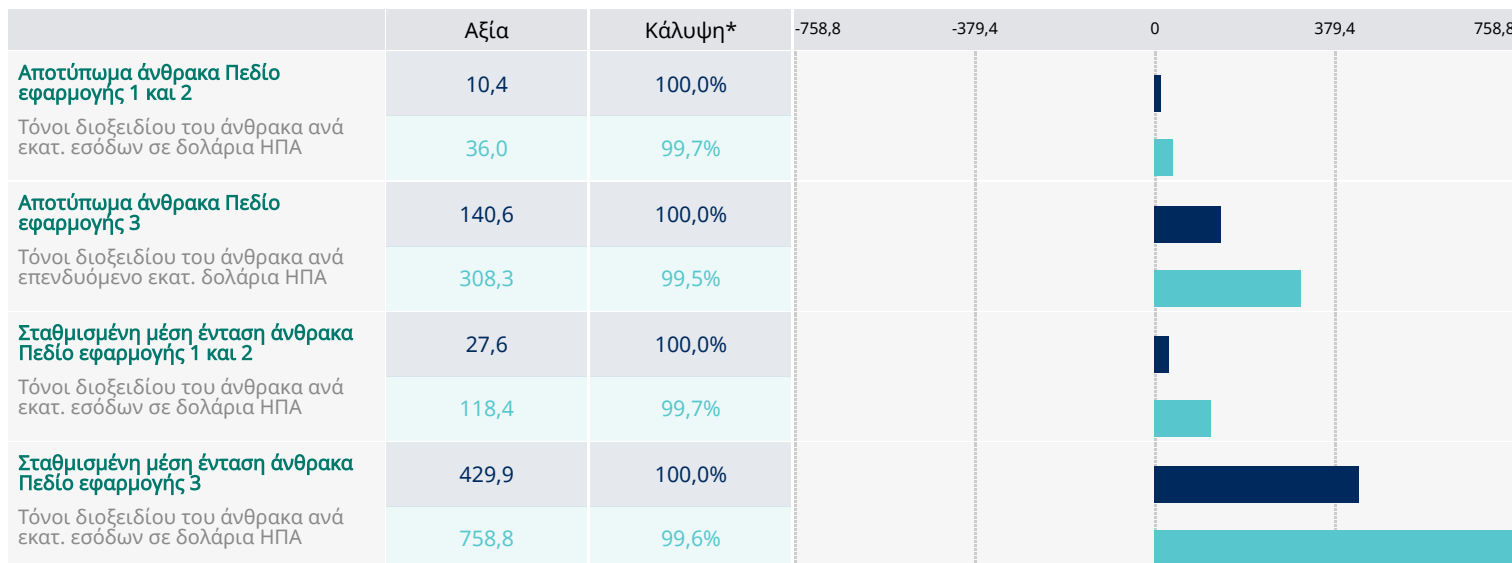 Αξία Κάλυψη* -758,8 -379,4 0 379,4 758,8
Αποτύπωμα άνθρακα Πεδίο
εφαρμογής 1 και 2
10,4 100,0%
Τόνοι διοξειδίου του άνθρακα ανά
εκατ. εσόδων σε δολάρια ΗΠΑ
36,0 99,7%
Αποτύπωμα άνθρακα Πεδίο
εφαρμογής 3
140,6 100,0%
Τόνοι διοξειδίου του άνθρακα ανά
επενδυόμενο εκατ. δολάρια ΗΠΑ
308,3 99,5%
Σταθμισμένη μέση ένταση άνθρακα
Πεδίο εφαρμογής 1 και 2
27,6 100,0%
Τόνοι διοξειδίου του άνθρακα ανά
εκατ. εσόδων σε δολάρια ΗΠΑ
118,4 99,7%
Σταθμισμένη μέση ένταση άνθρακα
Πεδίο εφαρμογής 3
429,9 100,0%
Τόνοι διοξειδίου του άνθρακα ανά
εκατ. εσόδων σε δολάρια ΗΠΑ
758,8 99,6%